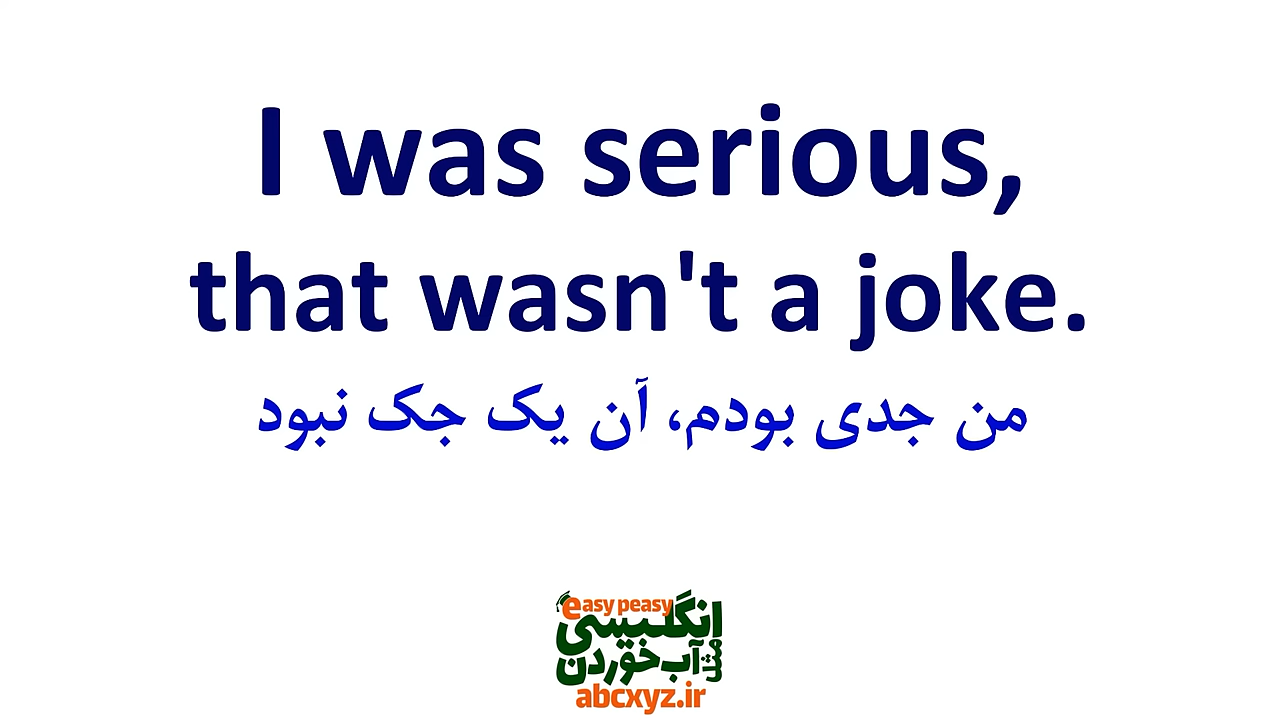 I was serious,
that wasn't a joke.
من جدی بودم، آن یک جک نبود
easy peasy
انگلیسی
مثل آب خوردن
abcxyz.ir